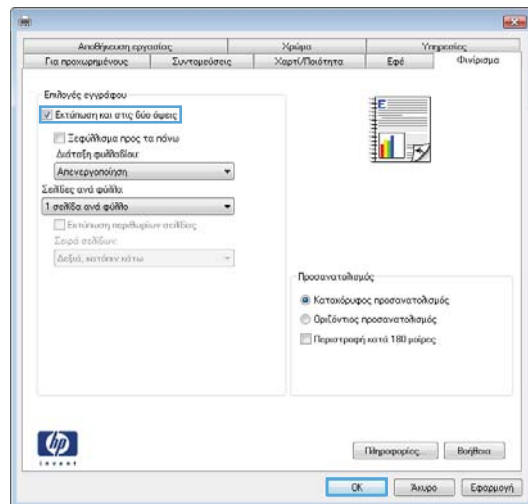 Αποθήκευση εργασίας Χρώμα Υπηρεσίες
Για προχωρημένους Συντομεύσεις Χαρτί/Ποιότητα Εφέ Φινίρισμα
Επιλογές εγγράφου
Εκτύπωση και στις δύο όψεις
Ξεφύλλισμα προς τα πάνω
Διάταξη φυλλαδίου:
Απενεργοποίηση
Σελίδες ανά φύλλο:
1 σελίδα ανά φύλλο
Εκτύπωση περιθωρίων σελίδας
Σειρά σελίδων:
Δεξιά, κατόπιν κάτω
E
Προσανατολισμός
Κατακόρυφος προσανατολισμός
Οριζόντιος προσανατολισμός
Περιστροφή κατά 180 μοίρες
hp
invent
Πληροφορίες... Βοήθεια
OK Άκυρο Εφαρμογή